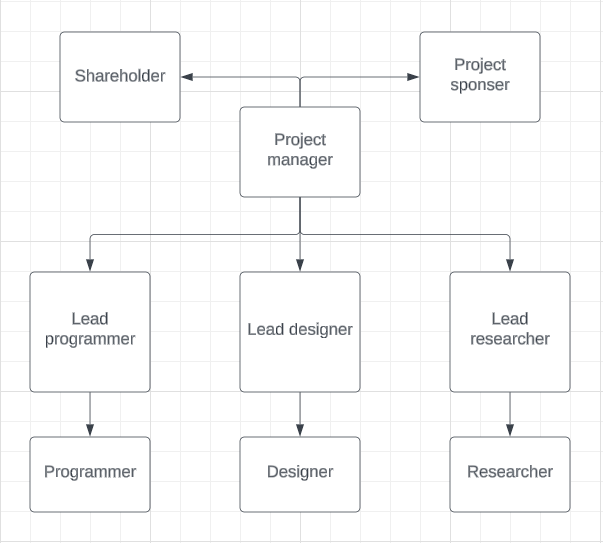 Shareholder
Project
sponser
Project
manager
Lead
programmer
Lead designer
Lead
researcher
Programmer
Designer
Researcher